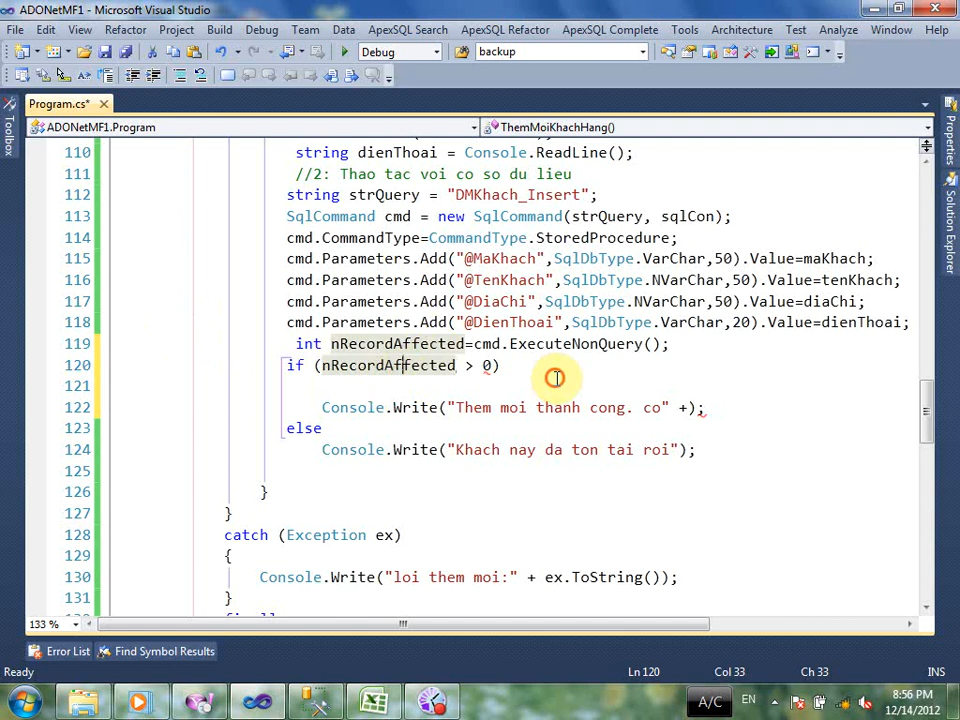 ADONetMF1 - Microsoft Visual Studio
File Edit View Refactor Project Build Debug Team Data ApexSQL Search ApexSQL Refactor ApexSQL Complete Tools Architecture Test Analyze Window Help
Debug backup
Program.cs*
ADONetMF1.Program ThemMoiKhachHang()
Toolbox
Properties
Solution Explorer
110 string dienThoai = Console.ReadLine();
111 //2: Thao tac voi co so du lieu
112 string strQuery = "DMKhach_Insert";
113 SqlCommand cmd = new SqlCommand(strQuery, sqlCon);
114 cmd.CommandType=CommandType.StoredProcedure;
115 cmd.Parameters.Add("@MaKhach",SqlDbType.VarChar,50).Value=maKhach;
116 cmd.Parameters.Add("@TenKhach",SqlDbType.NVarChar,50).Value=tenKhach;
117 cmd.Parameters.Add("@DiaChi",SqlDbType.NVarChar,50).Value=diaChi;
118 cmd.Parameters.Add("@DienThoai",SqlDbType.VarChar,20).Value=dienThoai;
119 int nRecordAffected=cmd.ExecuteNonQuery();
120 if (nRecordAffected > 0)
121
122 Console.Write("Them moi thanh cong. co" +);
123 else
124 Console.Write("Khach nay da ton tai roi");
125
126 }
127 }
128 catch (Exception ex)
129 {
130 Console.Write("loi them moi:" + ex.ToString());
131 }
133 %
Error List Find Symbol Results
Ready Ln 120 Col 33 Ch 33 INS
A/C EN 8:56 PM
12/14/2012